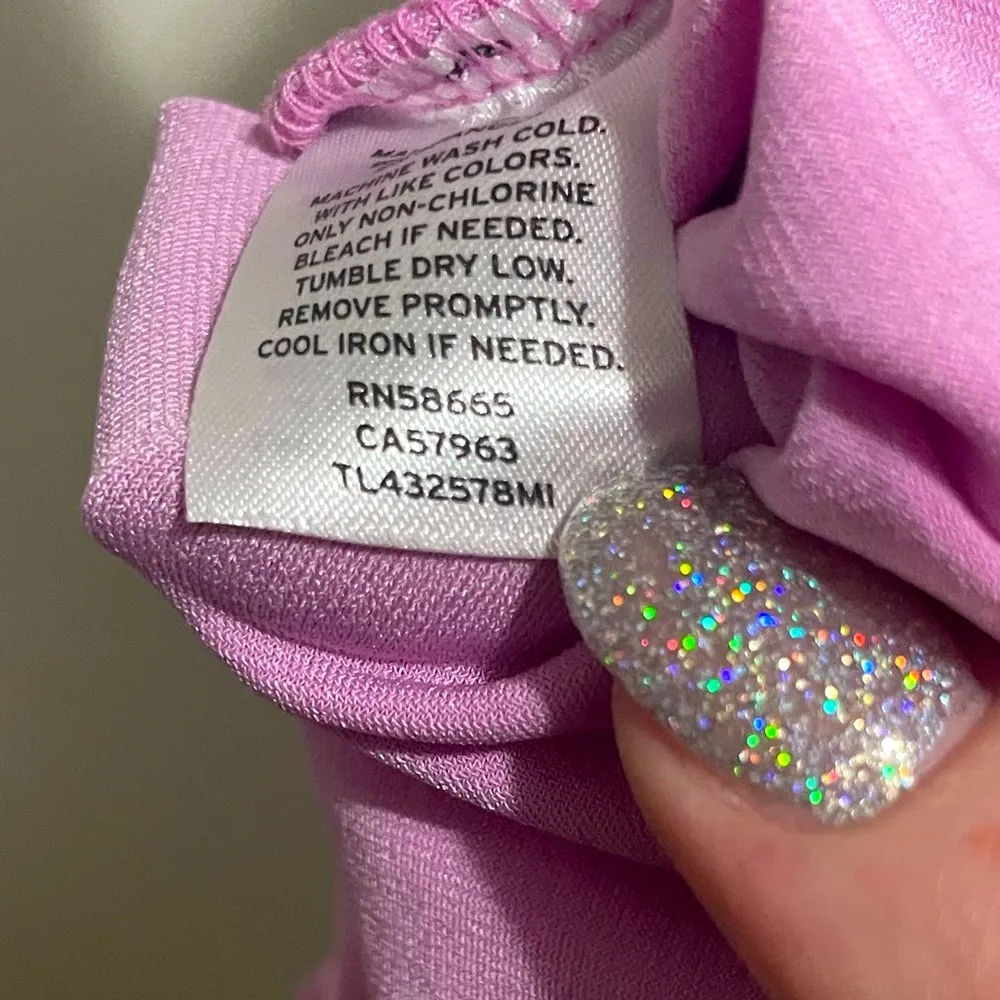 MACHINE WASH COLD.
WITH LIKE COLORS.
ONLY NON-CHLORINE
BLEACH IF NEEDED.
TUMBLE DRY LOW.
REMOVE PROMPTLY.
COOL IRON IF NEEDED.
RN58665
CA57963
TL432578MI